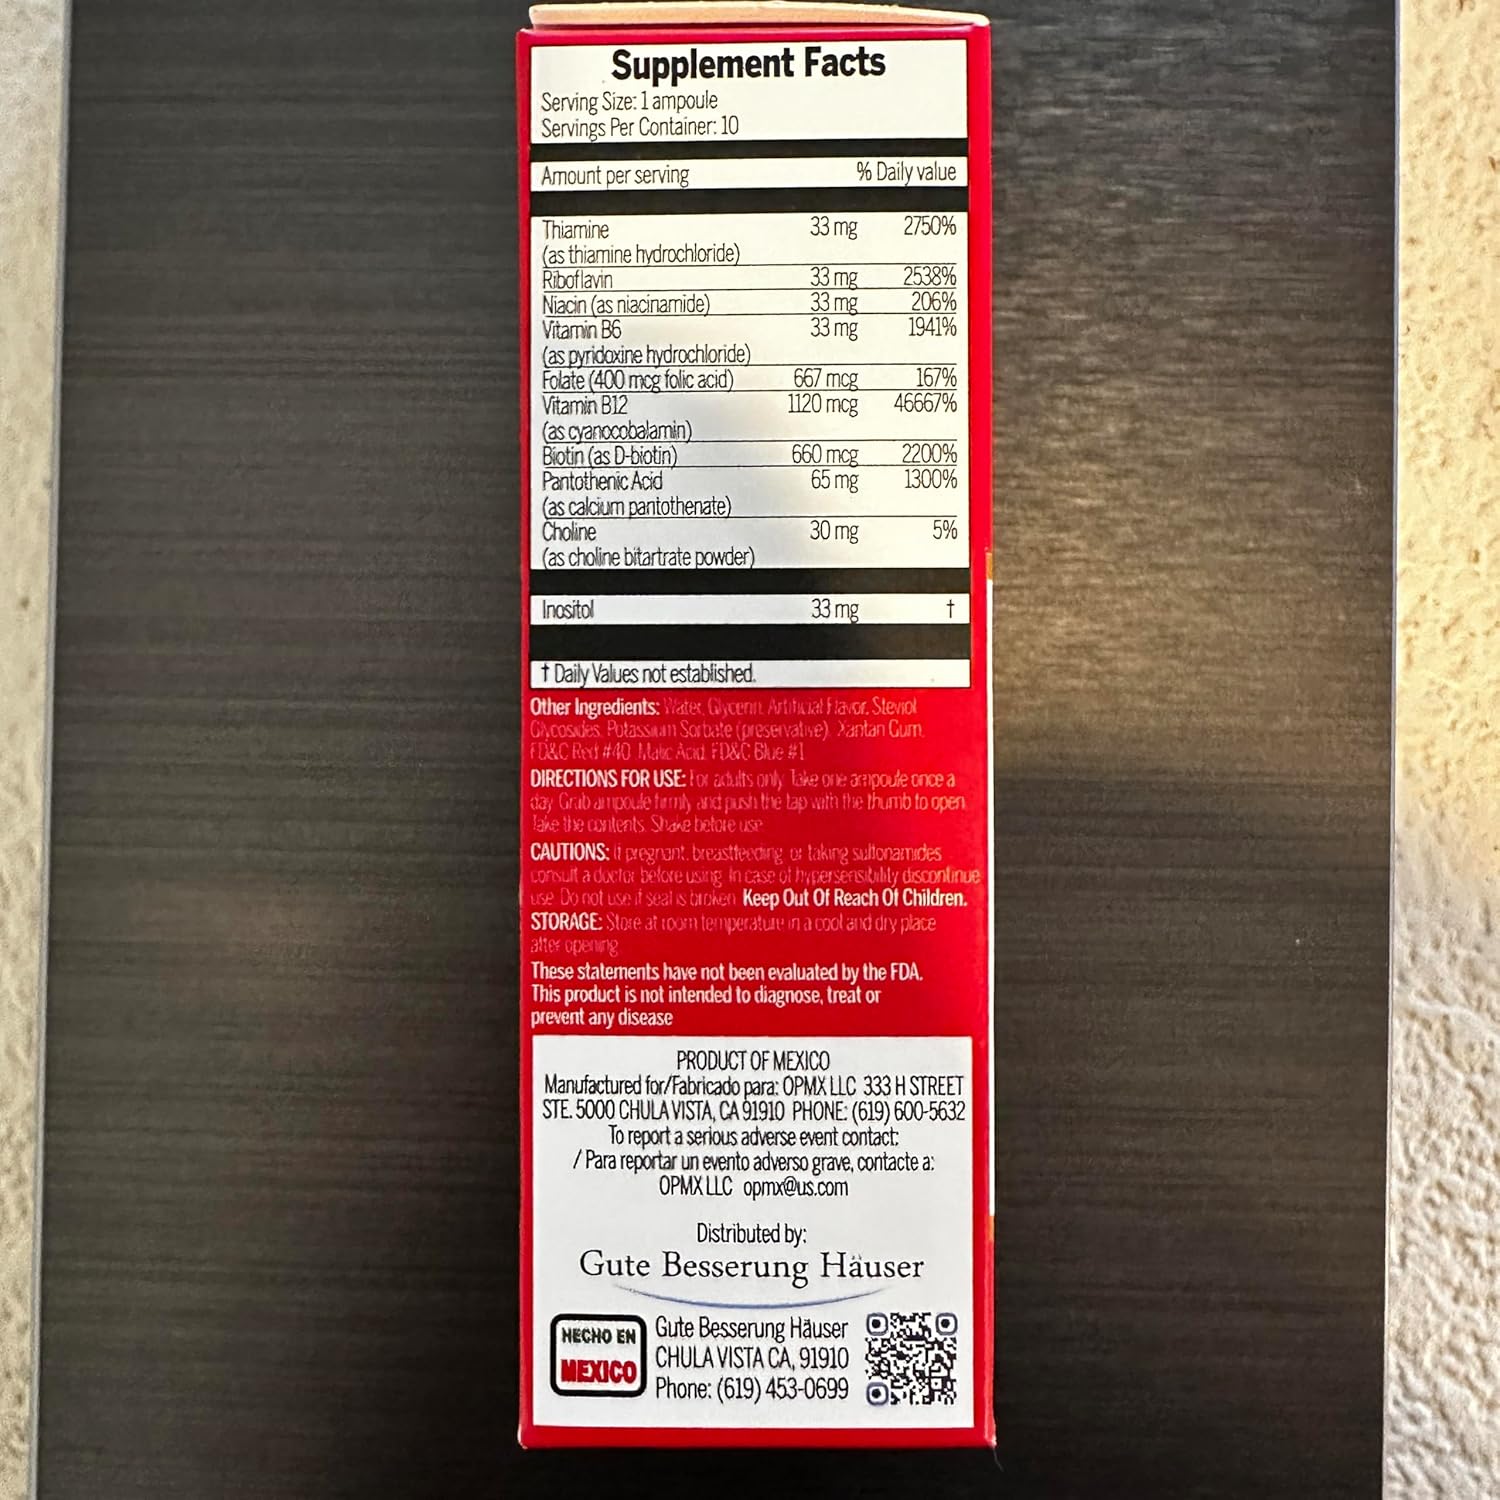 Supplement Facts
Serving Size: 1 ampoule
Servings Per Container: 10
Amount per serving % Daily value
Thiamine 33 mg 2750%
(as thiamine hydrochloride)
Riboflavin 33 mg 2538%
Niacin (as niacinamide) 33 mg 206%
Vitamin B6 33 mg 1941%
(as pyridoxine hydrochloride)
Folate (400 mcg folic acid) 667 mcg 167%
Vitamin B12 1120 mcg 46667%
(as cyanocobalamin)
Biotin (as D-biotin) 660 mcg 2200%
Pantothenic Acid 65 mg 1300%
(as calcium pantothenate)
Choline 30 mg 5%
(as choline bitartrate powder)
Inositol 33 mg †
† Daily Values not established.
Other Ingredients: Water, Glycerin, Artificial Flavor, Steviol
Glycosides, Potassium Sorbate (preservative), Xantan Gum,
FD&C Red #40, Malic Acid, FD&C Blue #1
DIRECTIONS FOR USE: For adults only. Take one ampoule once a
day. Grab ampoule firmly and push the tap with the thumb to open.
Take the contents. Shake before use.
CAUTIONS: If pregnant, breastfeeding, or taking sulfonamides
consult a doctor before using. In case of hypersensibility discontinue
use. Do not use if seal is broken. Keep Out Of Reach Of Children.
STORAGE: Store at room temperature in a cool and dry place
after opening.
These statements have not been evaluated by the FDA.
This product is not intended to diagnose, treat or
prevent any disease
PRODUCT OF MEXICO
Manufactured for/Fabricado para: OPMX LLC 333 H STREET
STE. 5000 CHULA VISTA, CA 91910 PHONE: (619) 600-5632
To report a serious adverse event contact:
/ Para reportar un evento adverso grave, contacte a:
OPMX LLC opmx@us.com
Distributed by:
Gute Besserung Häuser
HECHO EN
MEXICO
Gute Besserung Häuser
CHULA VISTA CA, 91910
Phone: (619) 453-0699